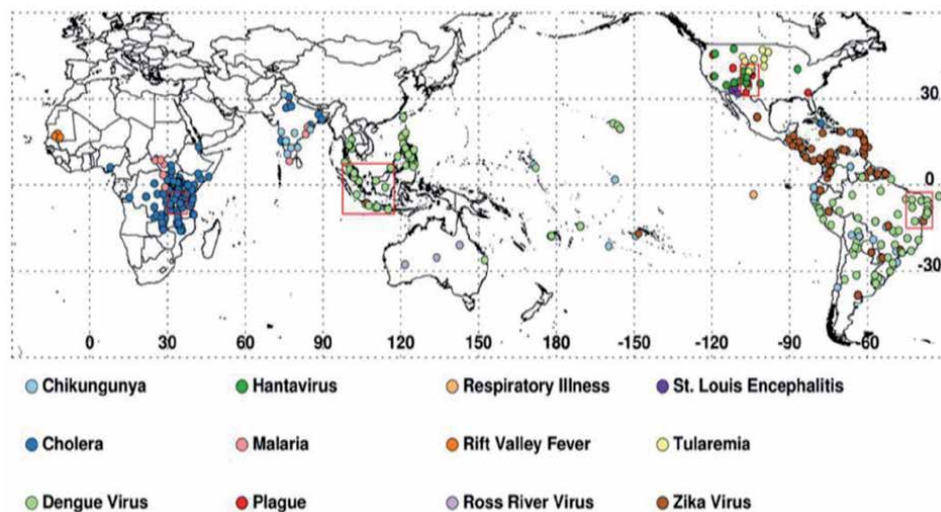 30
0
-30
0 30 60 90 120 150 180 -150 -120 -90 -60
Chikungunya Hantavirus Respiratory Illness St. Louis Encephalitis
Cholera Malaria Rift Valley Fever Tularemia
Dengue Virus Plague Ross River Virus Zika Virus